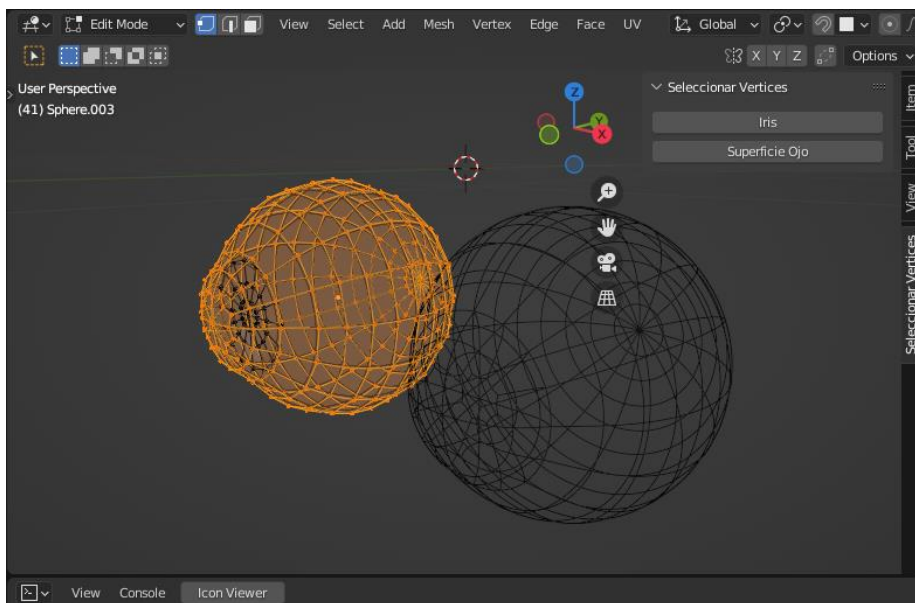 Edit Mode View Select Add Mesh Vertex Edge Face UV Global
X Y Z Options
User Perspective
(41) Sphere.003
Z
Y
X
Seleccionar Vertices
Iris
Superficie Ojo
Item
Tool
View
Seleccionar Vertices
View Console Icon Viewer